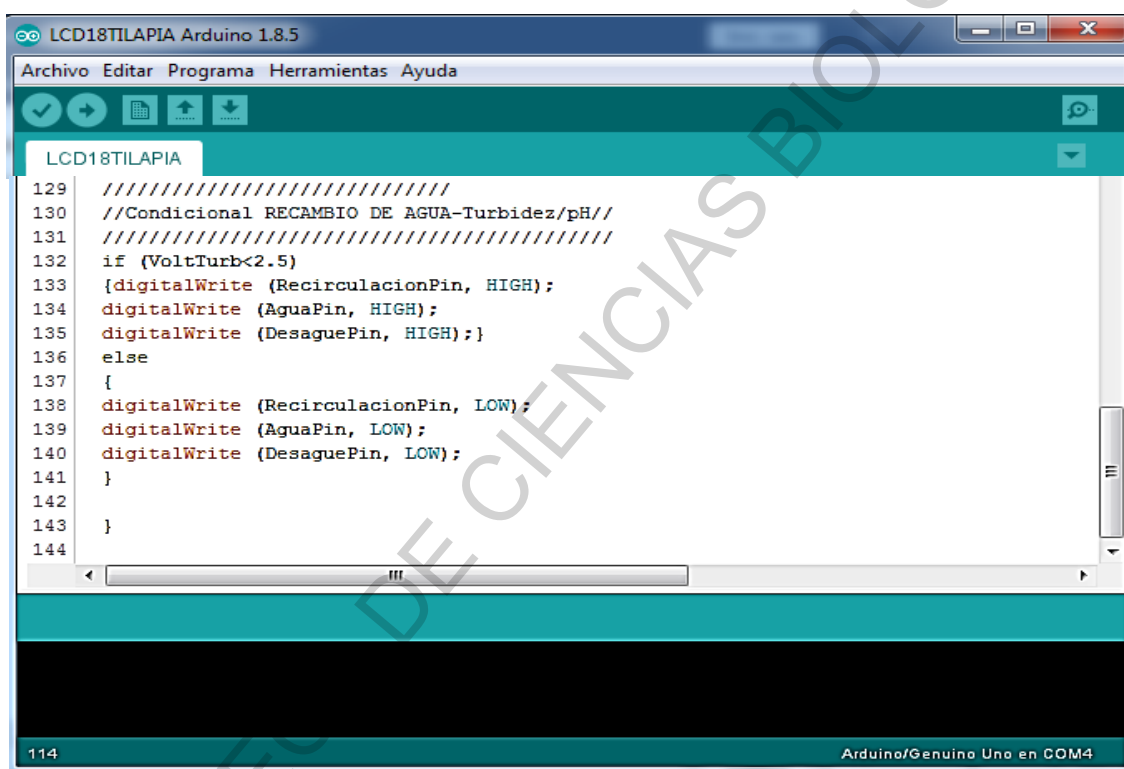 LCD18TILAPIA Arduino 1.8.5
Archivo Editar Programa Herramientas Ayuda
LCD18TILAPIA
129 //////////////////////////////
130 //Condicional RECAMBIO DE AGUA-Turbidez/pH//
131 ////////////////////////////////////////////
132 if (VoltTurb<2.5)
133 {digitalWrite (RecirculacionPin, HIGH);
134 digitalWrite (AguaPin, HIGH);
135 digitalWrite (DesaguePin, HIGH);}
136 else
137 {
138 digitalWrite (RecirculacionPin, LOW);
139 digitalWrite (AguaPin, LOW);
140 digitalWrite (DesaguePin, LOW);
141 }
142
143 }
144
114 Arduino/Genuino Uno en COM4
DE CIENCIAS